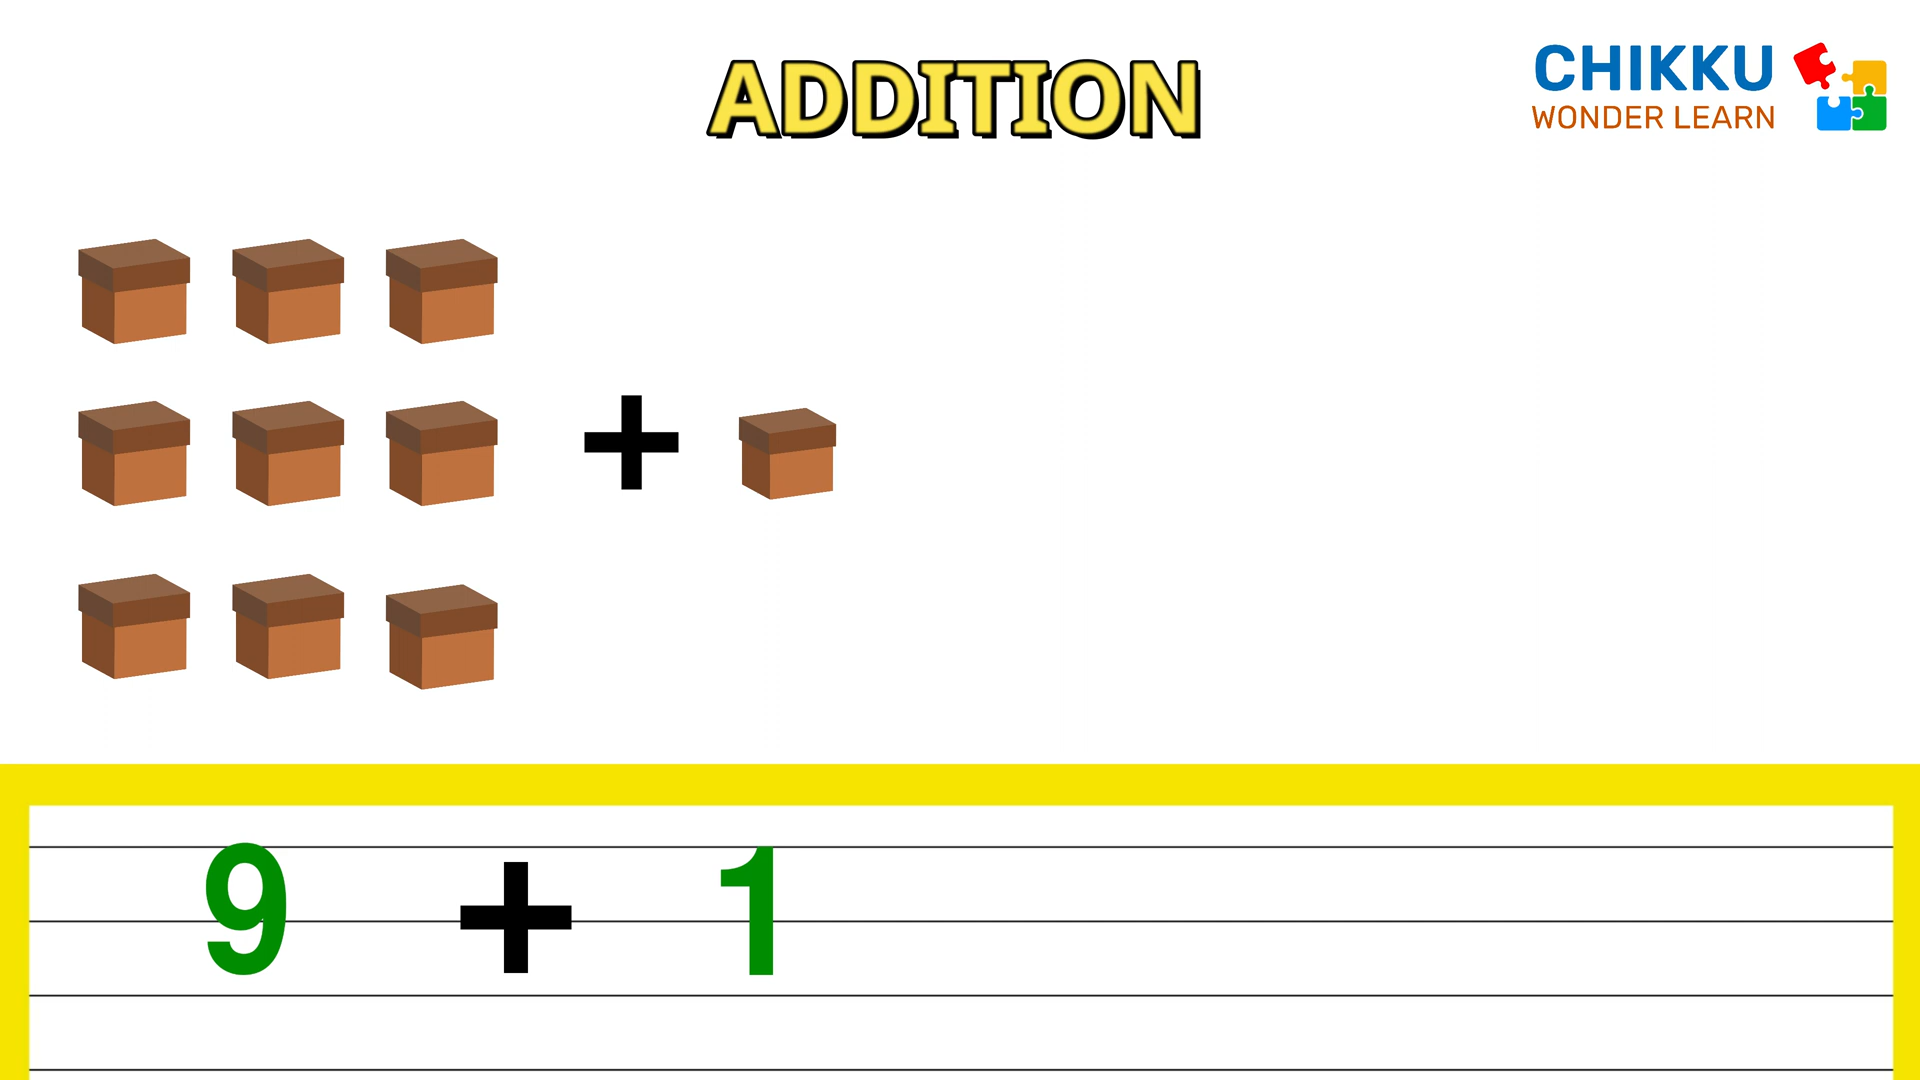 ADDITION
CHIKKU
WONDER LEARN
+
9 + 1